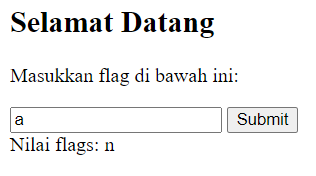 Selamat Datang
Masukkan flag di bawah ini:
a Submit
Nilai flags: n